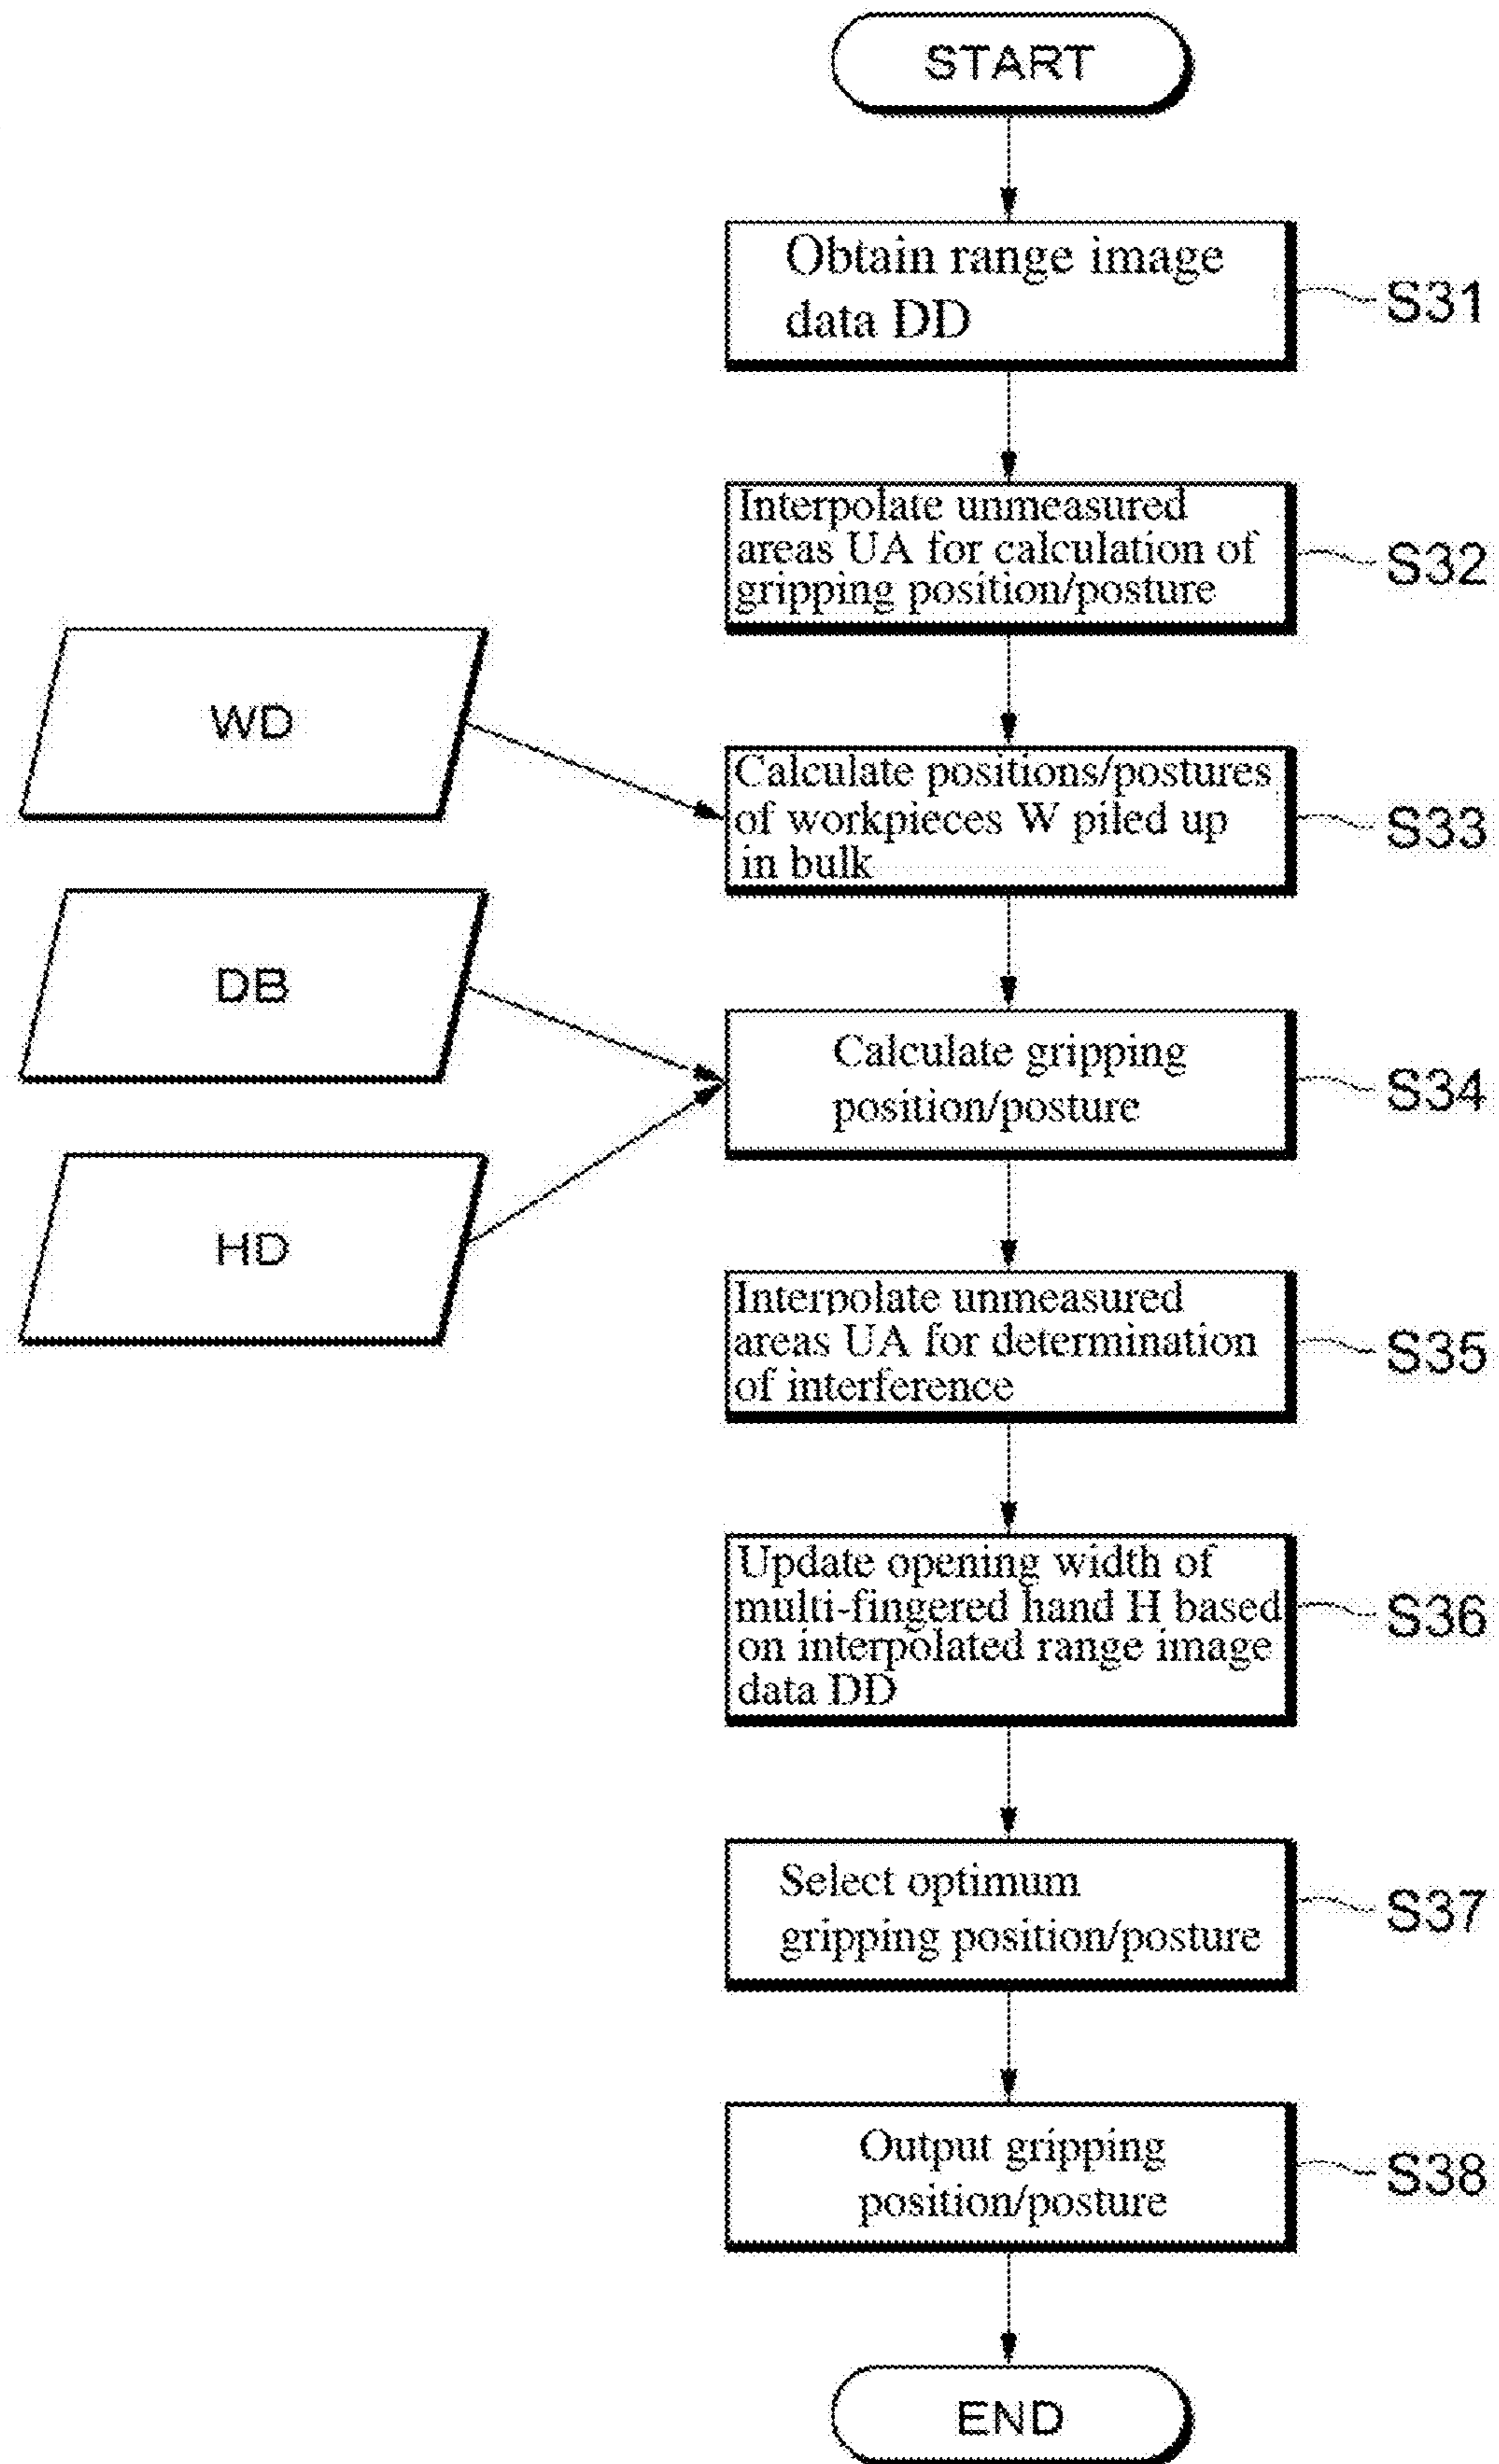 START
Obtain range image
data DD
S31
Interpolate unmeasured
areas UA for calculation of
gripping position/posture
S32
WD
Calculate positions/postures
of workpieces W piled up
in bulk
S33
DB
Calculate gripping
position/posture
S34
HD
Interpolate unmeasured
areas UA for determination
of interference
S35
Update opening width of
multi-fingered hand H based
on interpolated range image
data DD
S36
Select optimum
gripping position/posture
S37
Output gripping
position/posture
S38
END